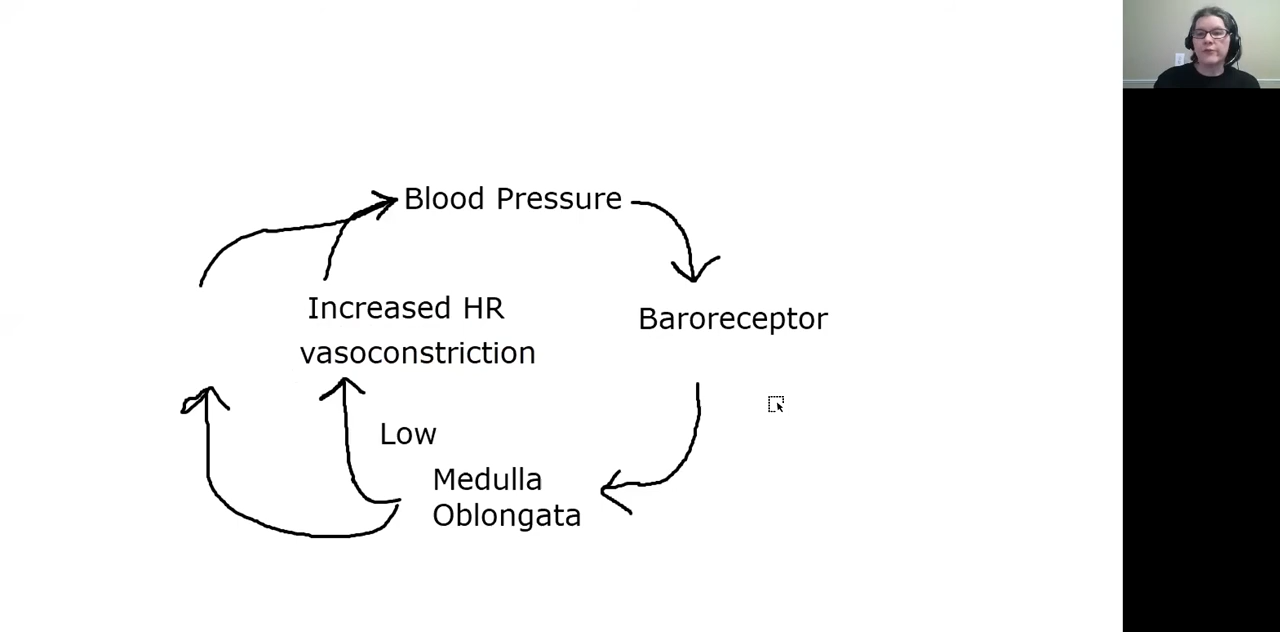 Blood Pressure
Increased HR
vasoconstriction
Baroreceptor
Low
Medulla
Oblongata